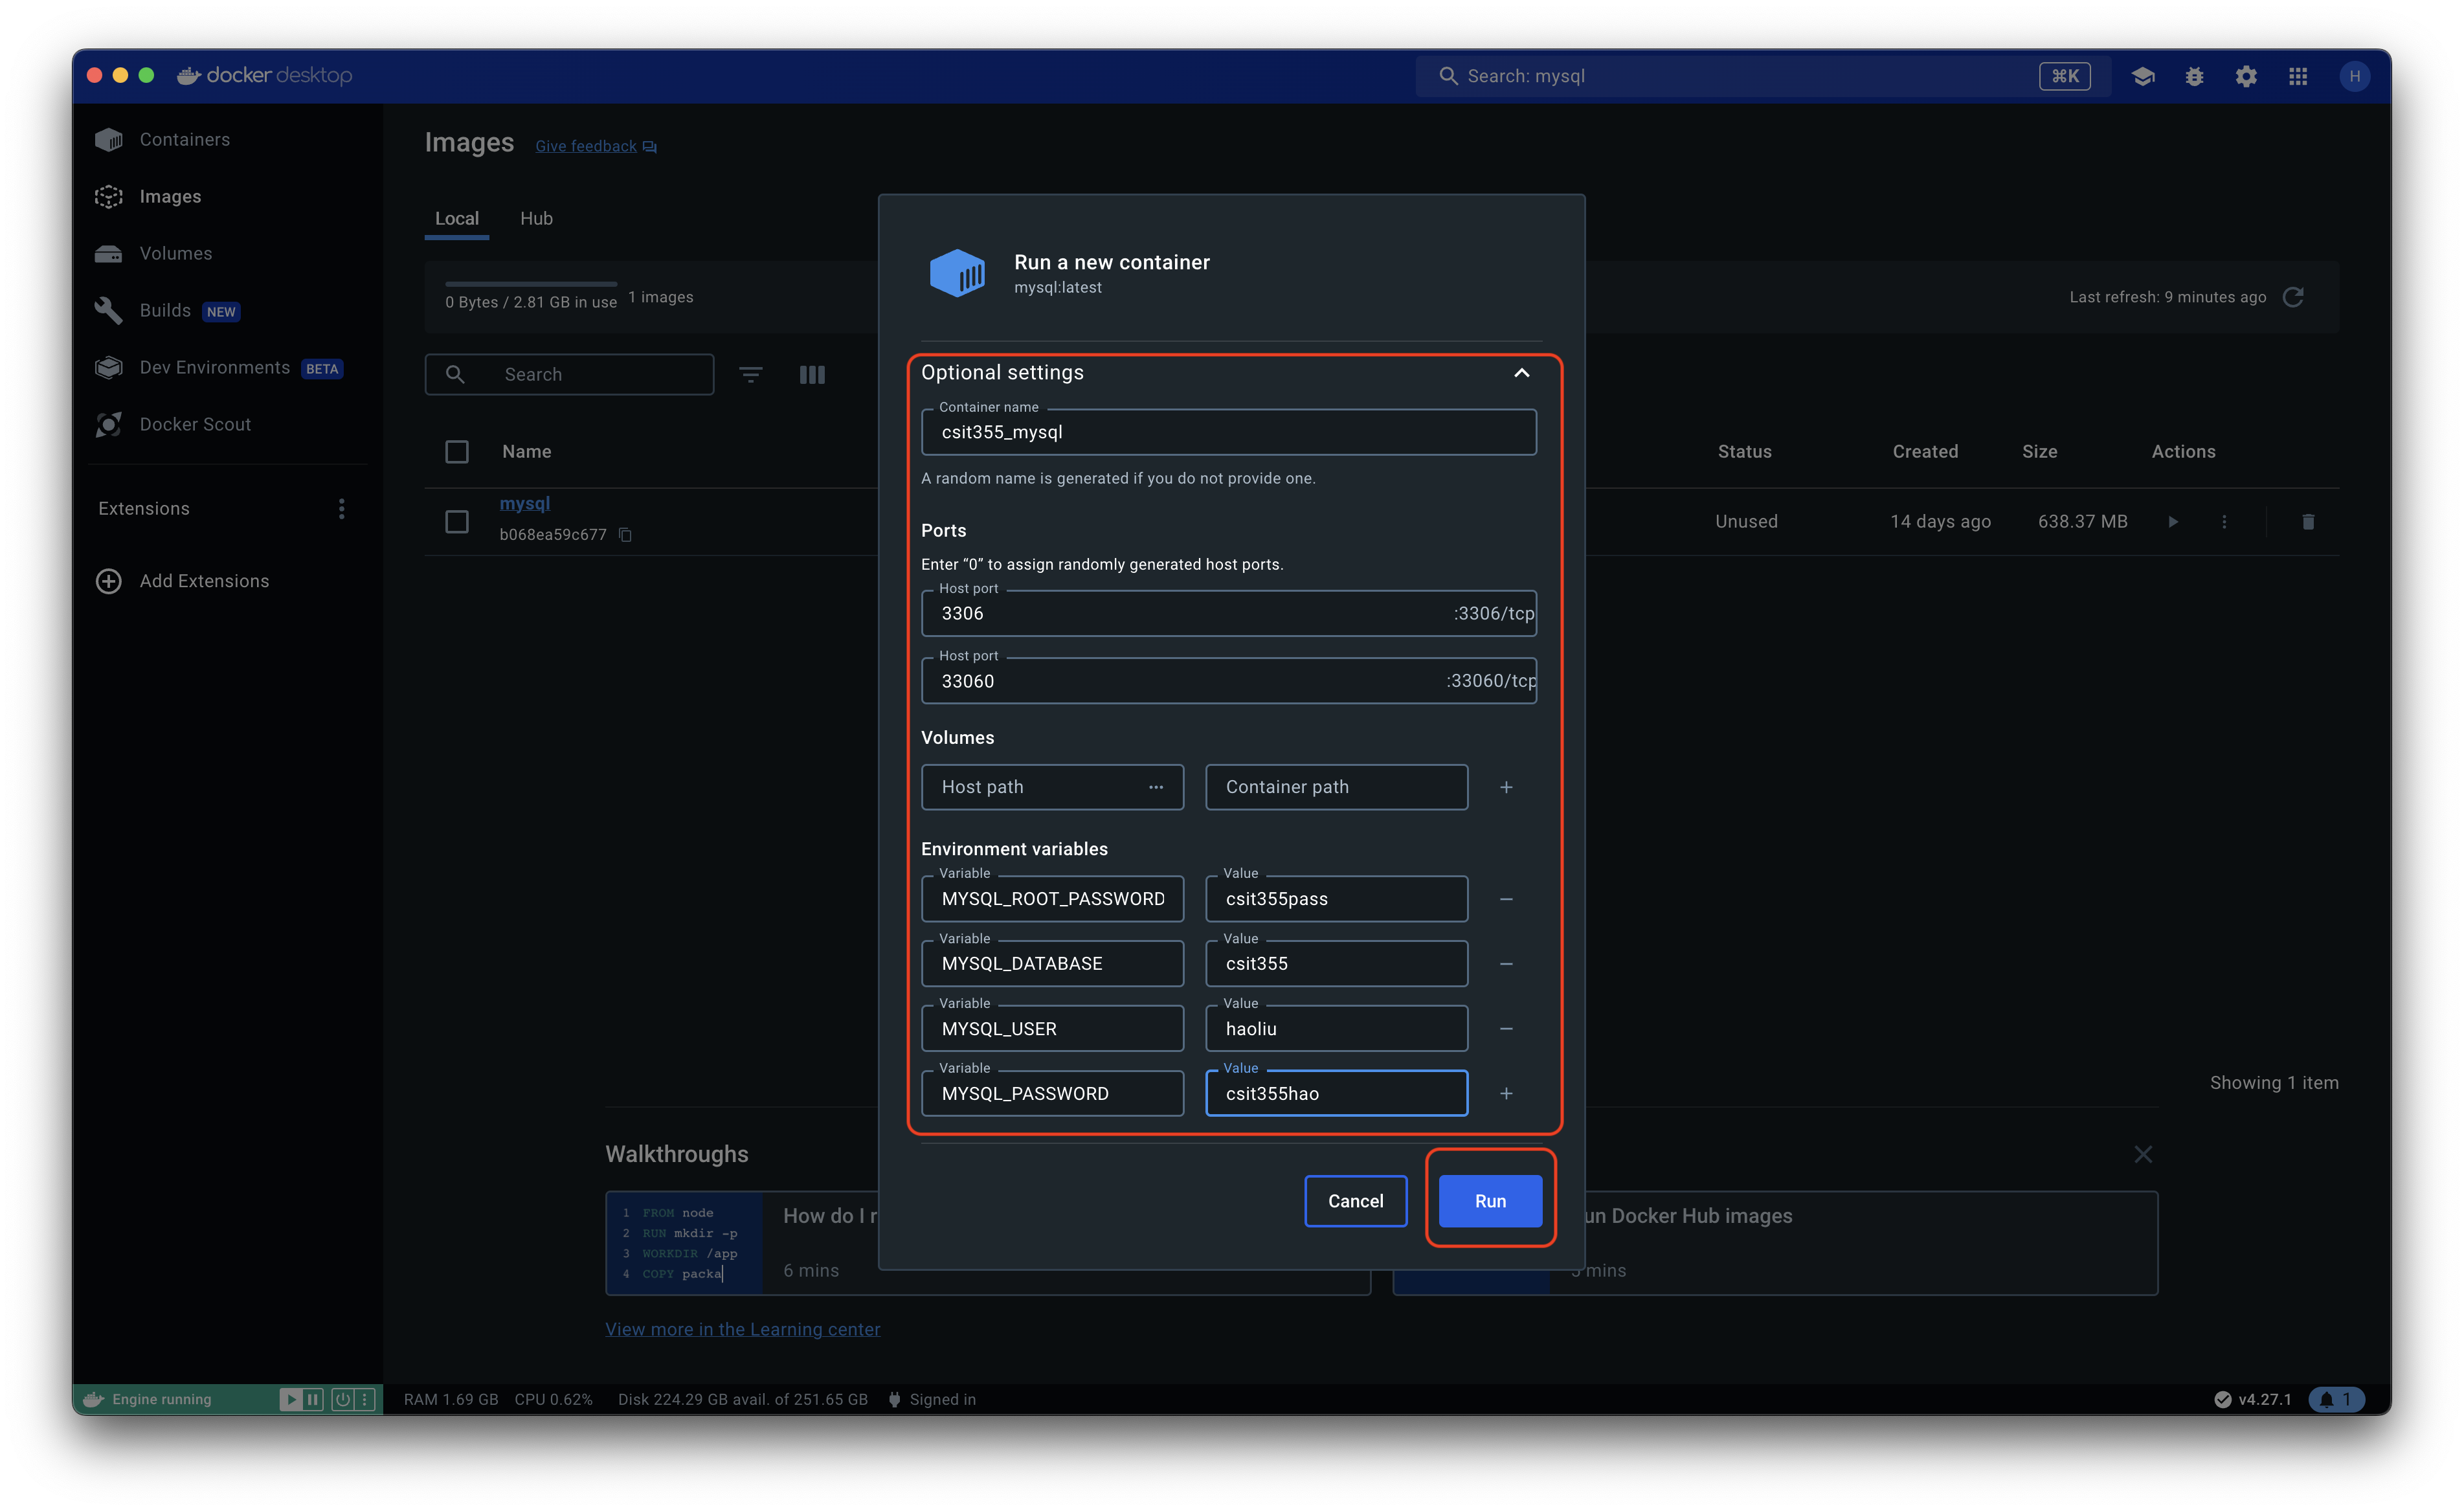 docker desktop
Search: mysql
⌘K
H
Containers
Images
Volumes
Builds NEW
Dev Environments BETA
Docker Scout
Extensions
Add Extensions
Images Give feedback
Local Hub
0 Bytes / 2.81 GB in use 1 images
Last refresh: 9 minutes ago
Search
Name Status Created Size Actions
mysql
b068ea59c677
Unused 14 days ago 638.37 MB
Run a new container
mysql:latest
Optional settings
Container name
csit355_mysql
A random name is generated if you do not provide one.
Ports
Enter “0” to assign randomly generated host ports.
Host port
3306 :3306/tcp
Host port
33060 :33060/tcp
Volumes
Host path ··· Container path +
Environment variables
Variable Value
MYSQL_ROOT_PASSWORD csit355pass
Variable Value
MYSQL_DATABASE csit355
Variable Value
MYSQL_USER haoliu
Variable Value
MYSQL_PASSWORD csit355hao
Cancel Run
Showing 1 item
Walkthroughs
1 FROM node
2 RUN mkdir -p
3 WORKDIR /app
4 COPY packa
How do I r
6 mins
un Docker Hub images
5 mins
View more in the Learning center
Engine running
RAM 1.69 GB CPU 0.62% Disk 224.29 GB avail. of 251.65 GB Signed in
v4.27.1 1